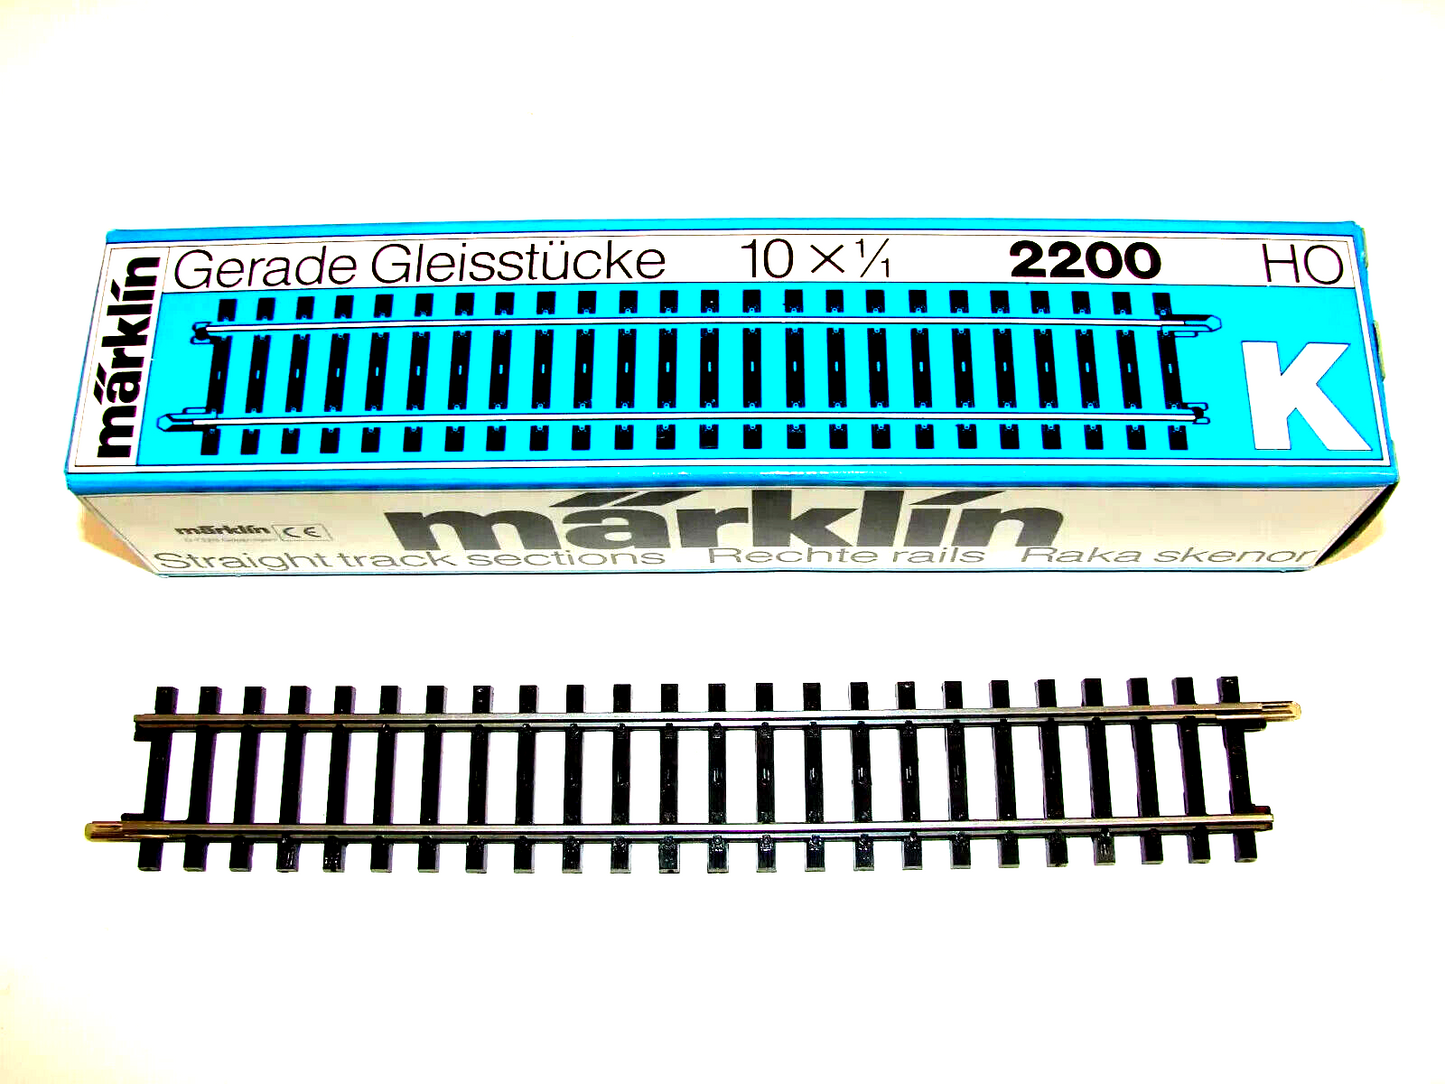 märklin
Gerade Gleisstücke 10 × 1/1 2200 HO
K
märklin
märklin CE
Straight track sections Rechte rails Raka skenor